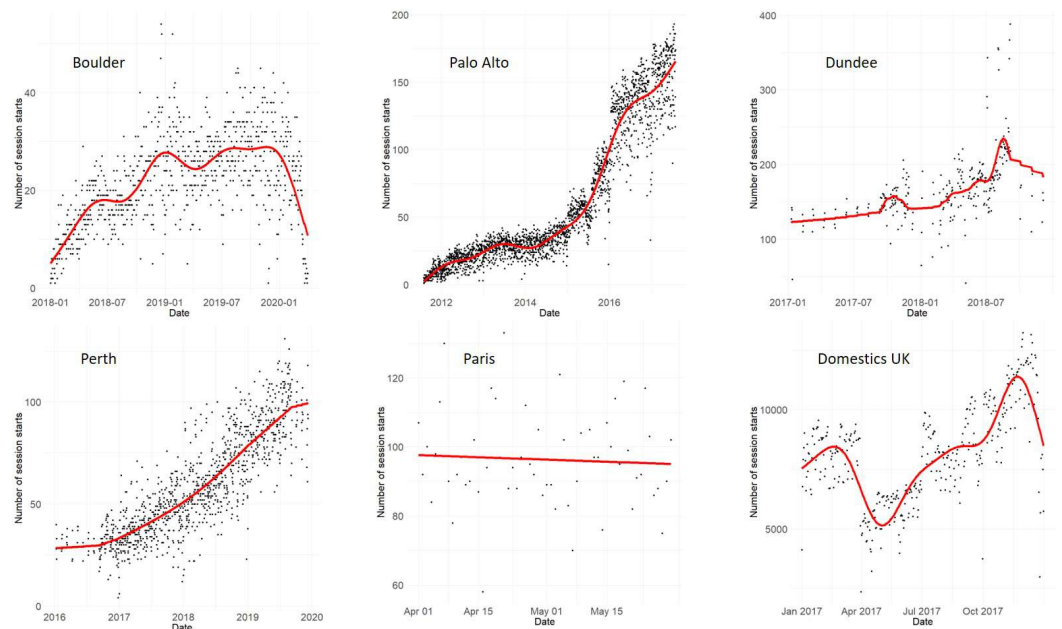 Boulder
Number of session starts
40
20
0
2018-01 2018-07 2019-01 2019-07 2020-01
Date
Palo Alto
Number of session starts
200
150
100
50
0
2012 2014 2016
Date
Dundee
Number of session starts
400
300
200
100
2017-01 2017-07 2018-01 2018-07
Date
Perth
Number of session starts
100
50
0
2016 2017 2018 2019 2020
Date
Paris
Number of session starts
120
100
80
60
Apr 01 Apr 15 May 01 May 15
Date
Domestics UK
Number of session starts
10000
5000
Jan 2017 Apr 2017 Jul 2017 Oct 2017
Date